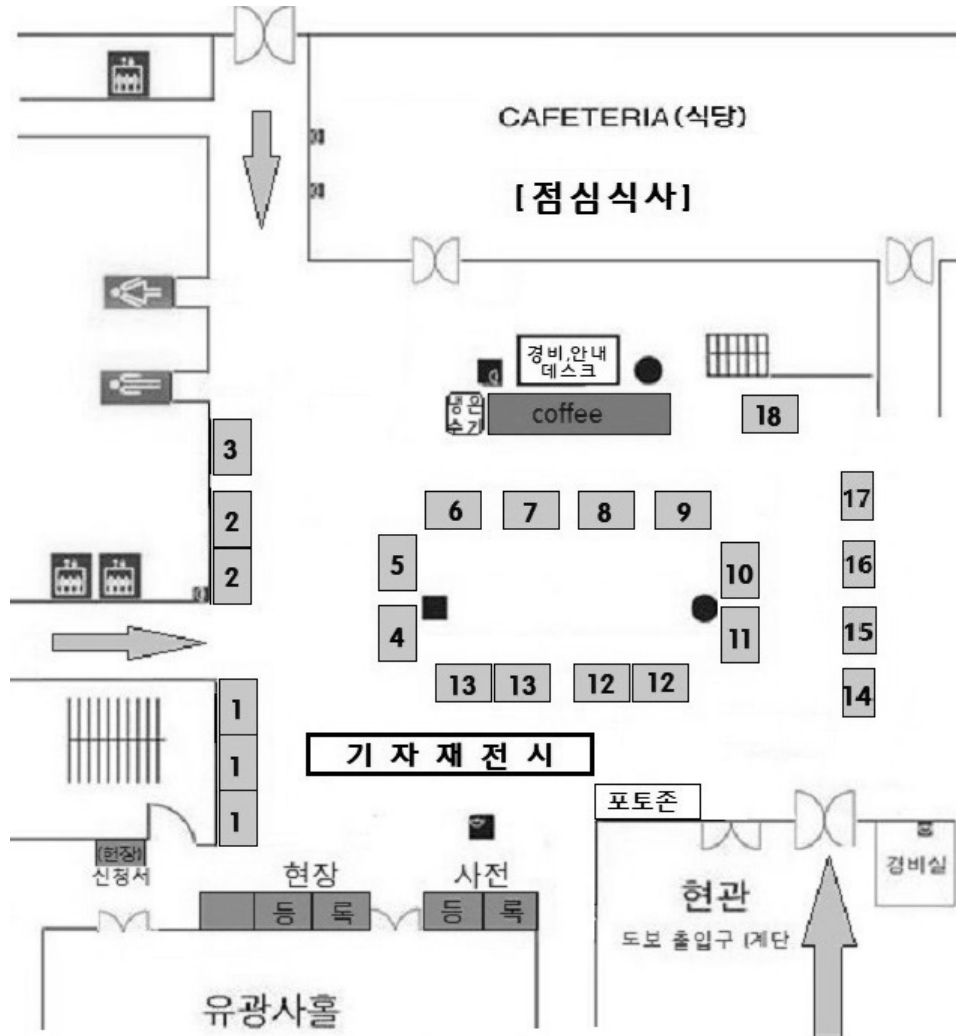 CAFETERIA(식당)
[점심식사]
경비,안내
데스크
냉온
수기
coffee
18
3
17
6 7 8 9
2
5
10
16
2
4
11
15
13 13 12 12
14
1
기자재전시
1
포토존
1
(현장)
신청서
현장
사전
경비실
등 록
등 록
현관
도보 출입구 (계단
유광사홀